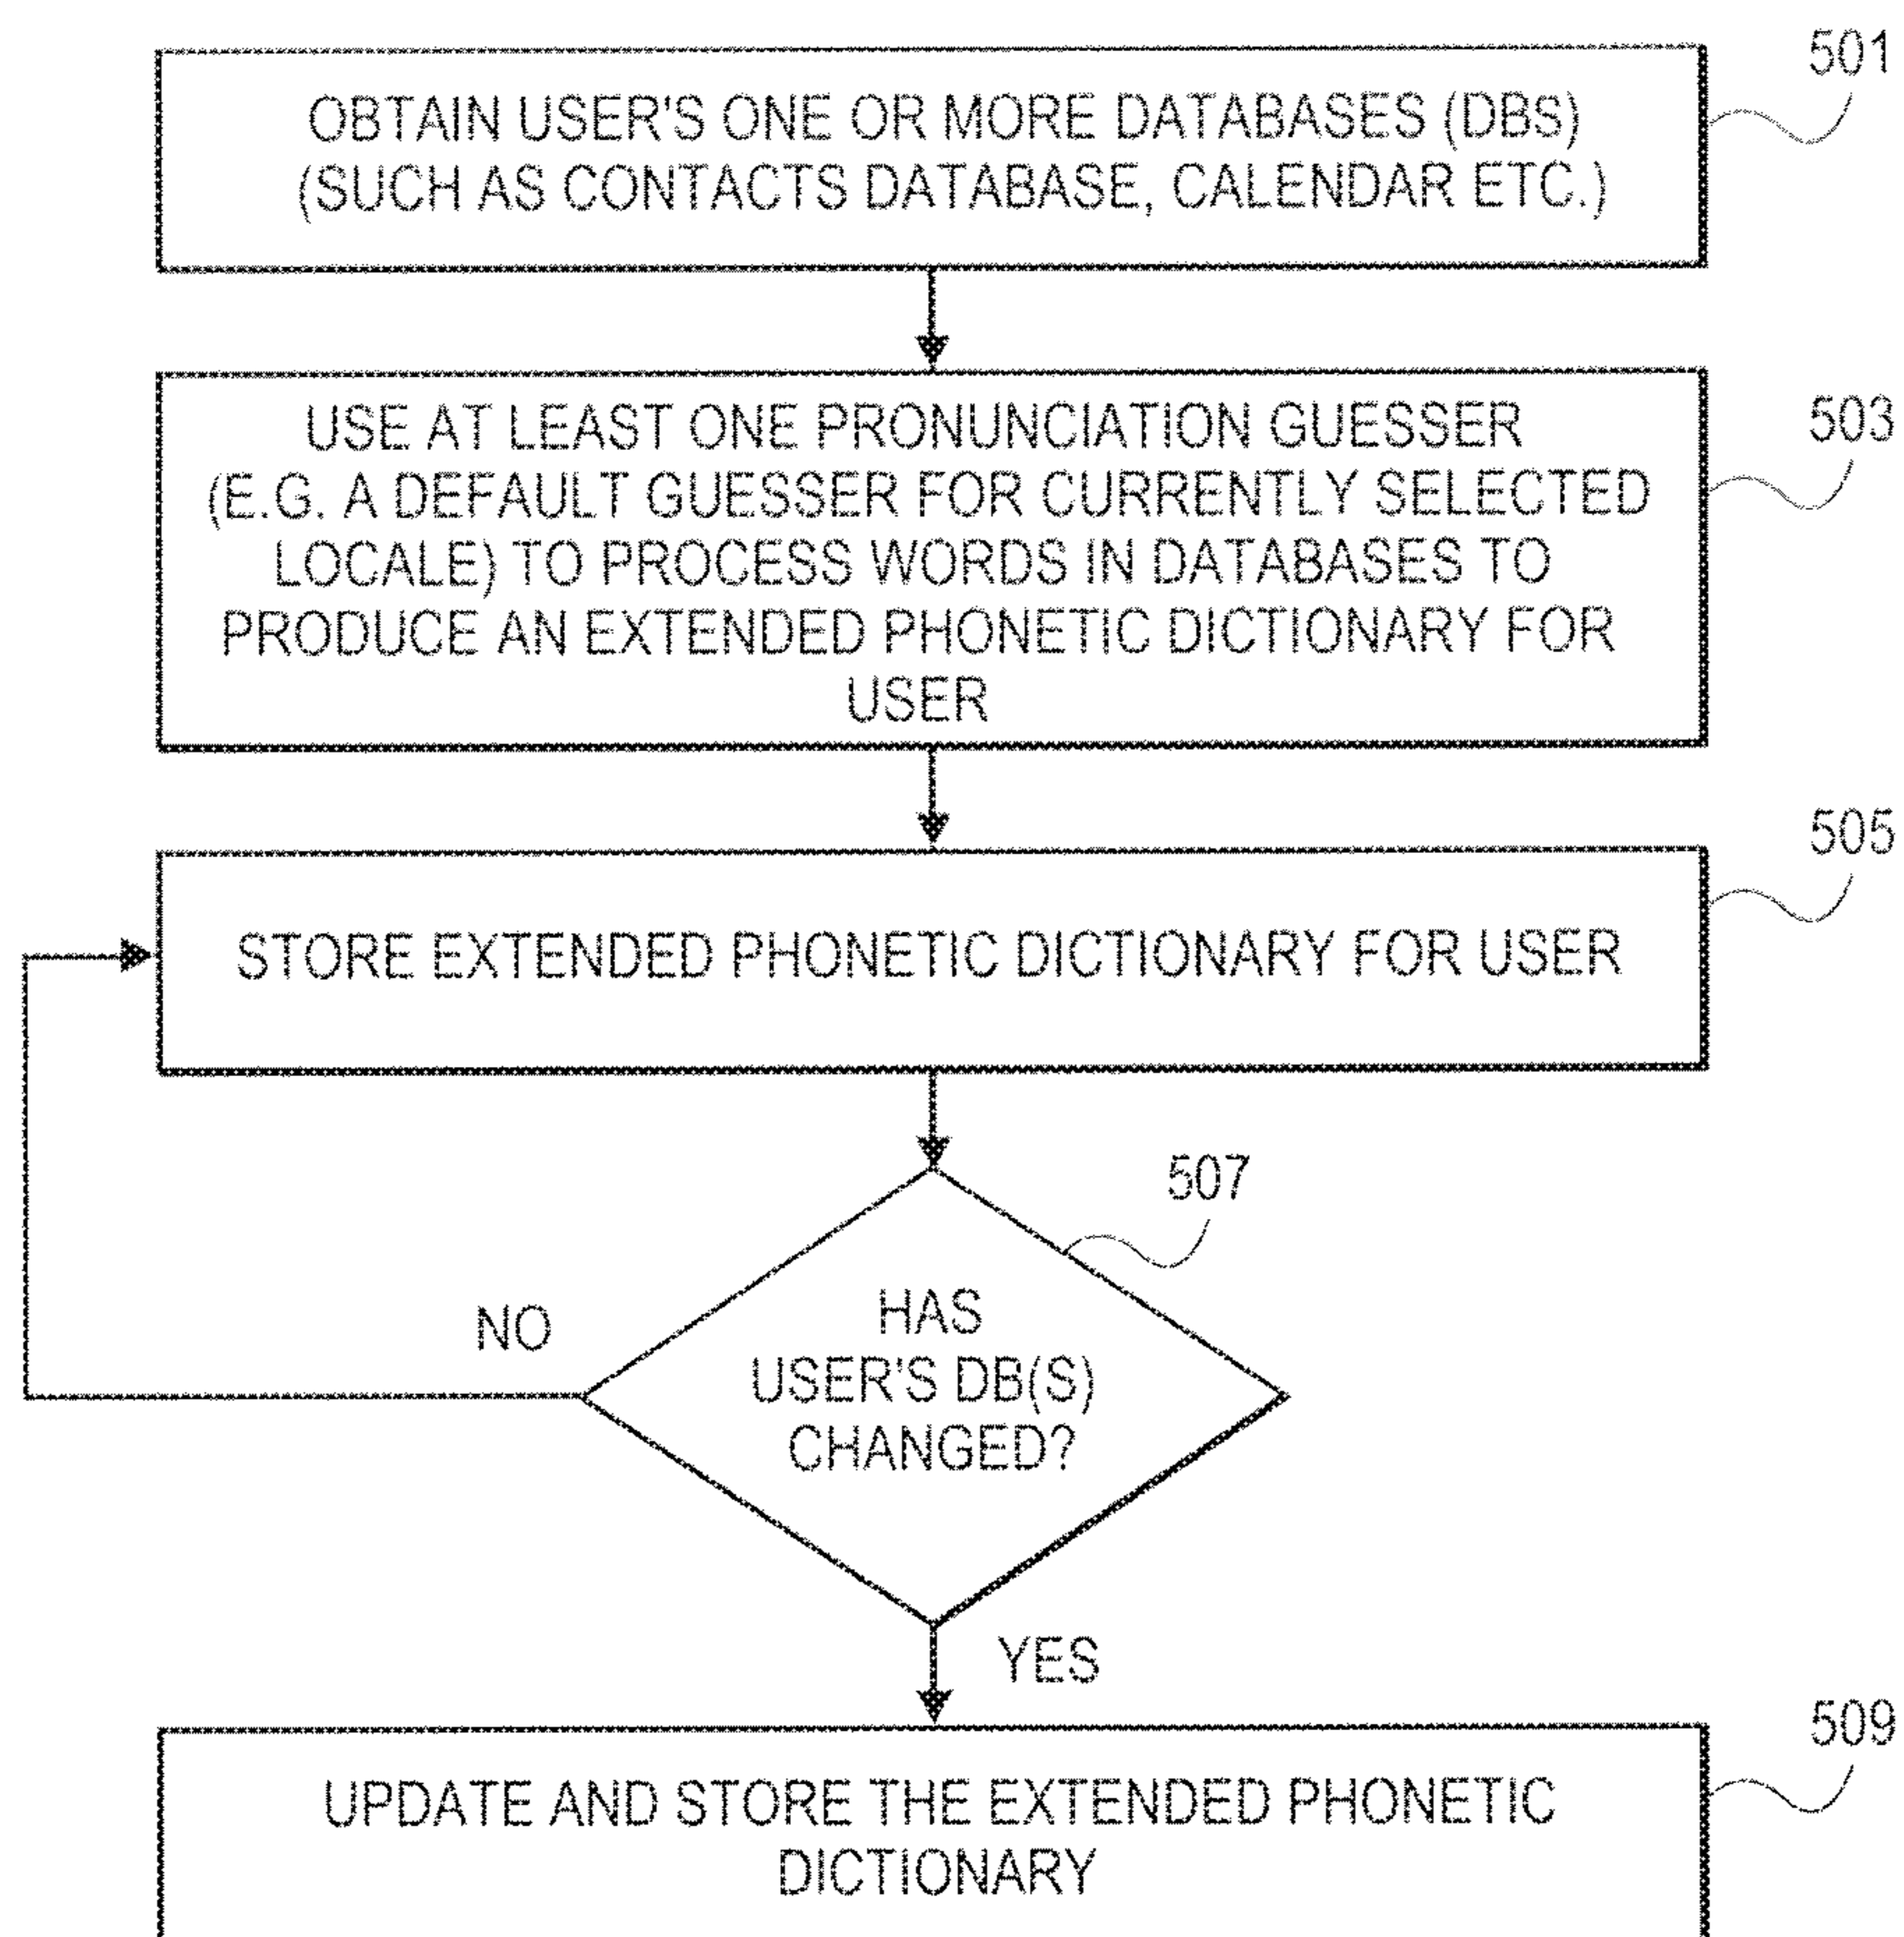 501
OBTAIN USER'S ONE OR MORE DATABASES (DBs)
(SUCH AS CONTACTS DATABASE, CALENDAR ETC.)
503
USE AT LEAST ONE PRONUNCIATION GUESSER
(E.G. A DEFAULT GUESSER FOR CURRENTLY SELECTED
LOCALE) TO PROCESS WORDS IN DATABASES TO
PRODUCE AN EXTENDED PHONETIC DICTIONARY FOR
USER
505
STORE EXTENDED PHONETIC DICTIONARY FOR USER
507
NO
HAS
USER'S DB(S)
CHANGED?
YES
509
UPDATE AND STORE THE EXTENDED PHONETIC
DICTIONARY